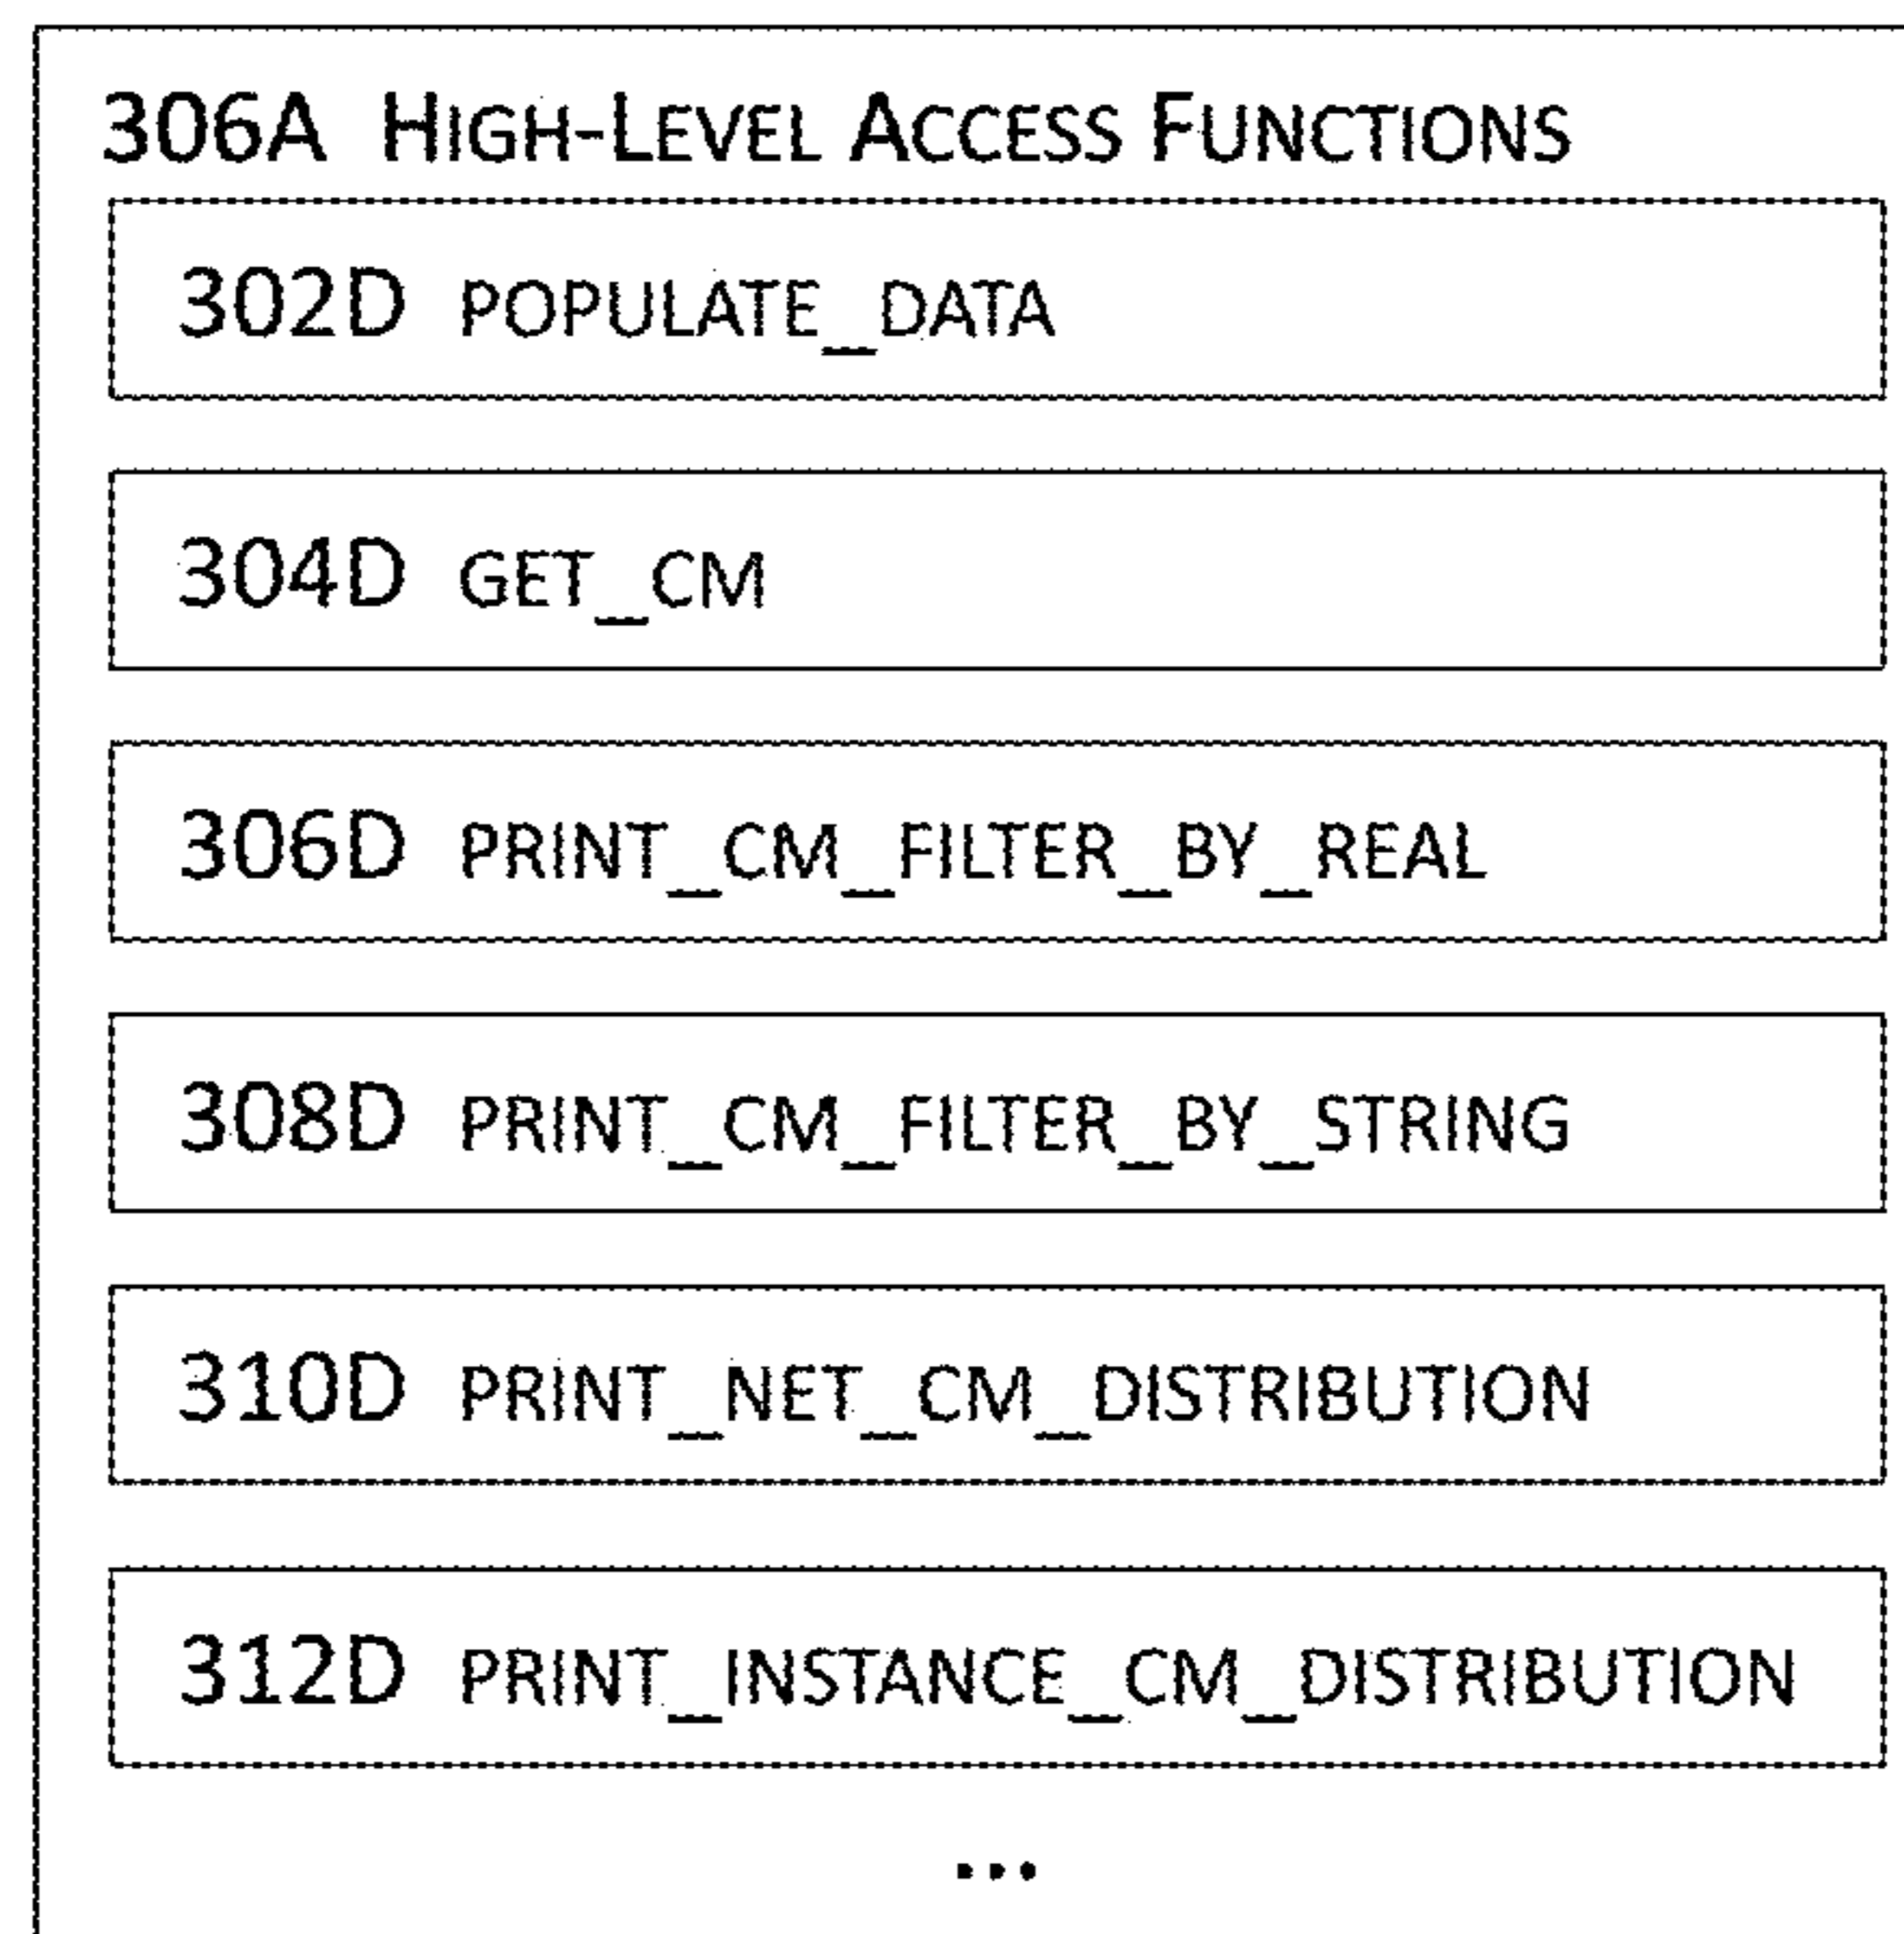 306A High-Level Access Functions
302D POPULATE_DATA
304D GET_CM
306D PRINT_CM_FILTER_BY_REAL
308D PRINT_CM_FILTER_BY_STRING
310D PRINT_NET_CM_DISTRIBUTION
312D PRINT_INSTANCE_CM_DISTRIBUTION
...